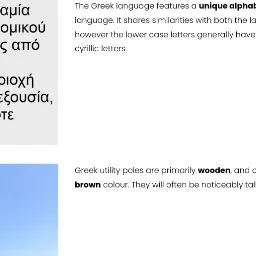 αμία
ομικού
ς από
ριοχή
εξουσία,
τε
The Greek language features a unique alphab
language. It shares similarities with both the la
however the lower case letters generally have
cyrillic letters.
Greek utility poles are primarily wooden, and c
brown colour. They will often be noticeably tal